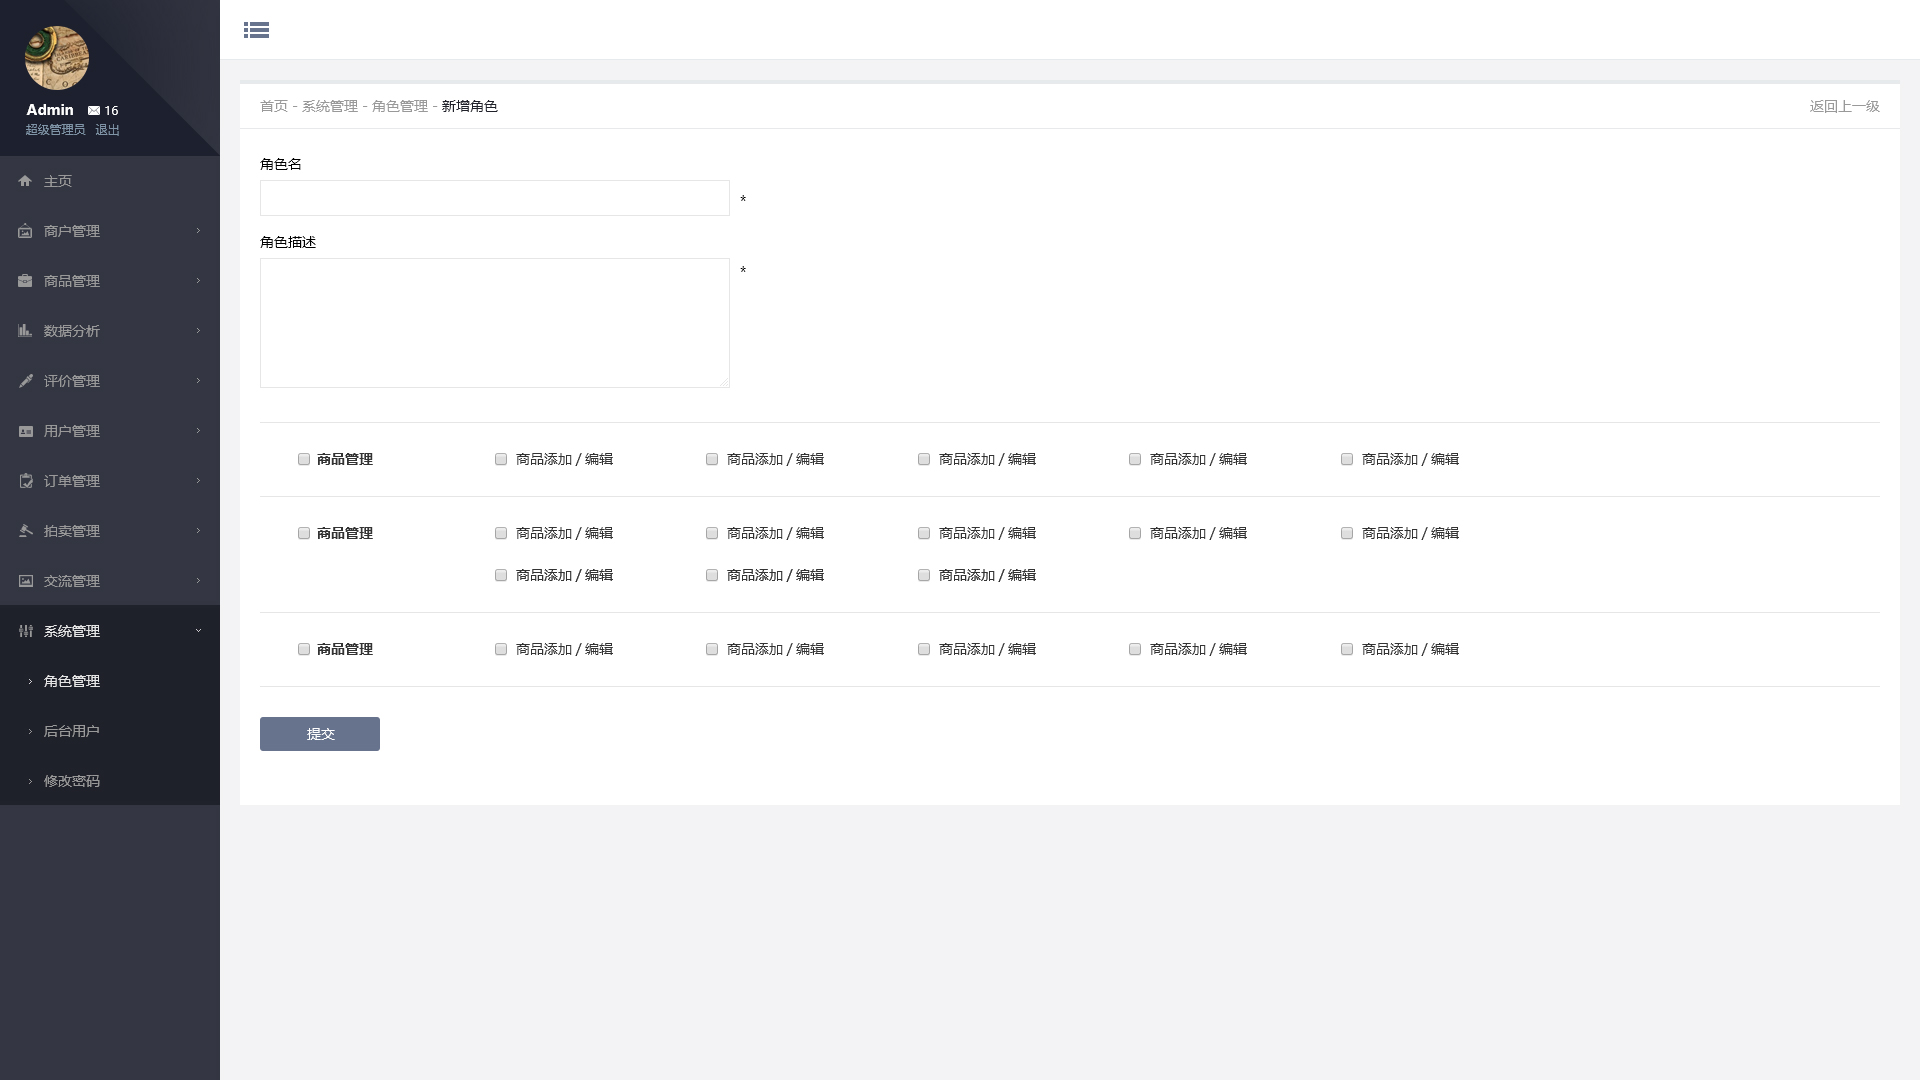 Admin 16
超级管理员 退出
主页
商户管理
商品管理
数据分析
评价管理
用户管理
订单管理
拍卖管理
交流管理
系统管理
角色管理
后台用户
修改密码
首页 - 系统管理 - 角色管理 - 新增角色 返回上一级
角色名
*
角色描述
*
商品管理 商品添加 / 编辑 商品添加 / 编辑 商品添加 / 编辑 商品添加 / 编辑 商品添加 / 编辑
商品管理 商品添加 / 编辑 商品添加 / 编辑 商品添加 / 编辑 商品添加 / 编辑 商品添加 / 编辑
商品添加 / 编辑 商品添加 / 编辑 商品添加 / 编辑
商品管理 商品添加 / 编辑 商品添加 / 编辑 商品添加 / 编辑 商品添加 / 编辑 商品添加 / 编辑
提交